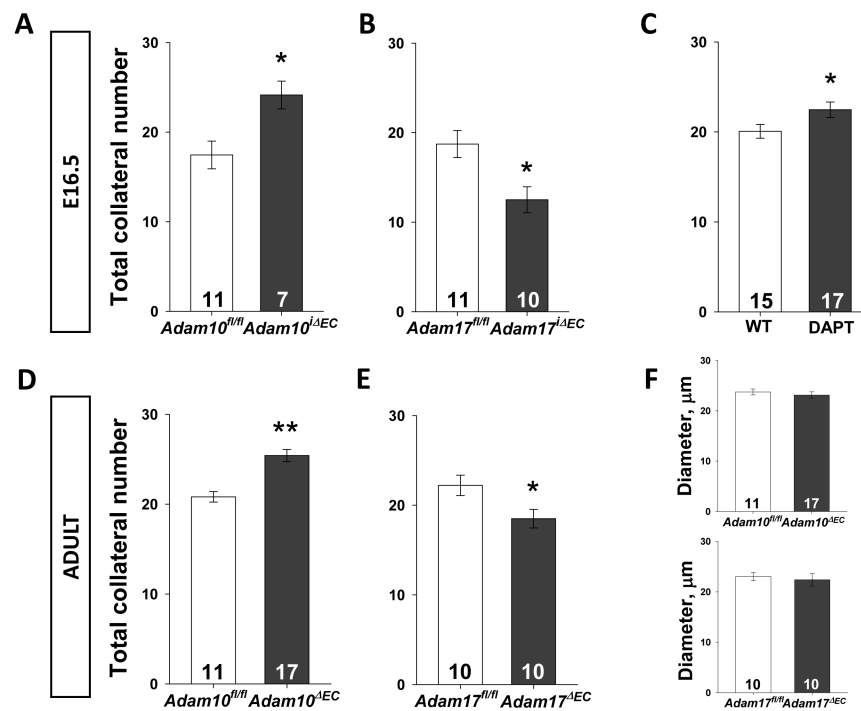 A
B
C
E16.5
Total collateral number
30
20
10
0
*
11
7
Adam10fl/fl Adam10iΔEC
30
20
10
0
*
11
10
Adam17fl/fl Adam17iΔEC
30
20
10
0
*
15
17
WT DAPT
D
E
F
ADULT
Total collateral number
30
20
10
0
**
11
17
Adam10fl/fl Adam10ΔEC
30
20
10
0
*
10
10
Adam17fl/fl Adam17ΔEC
Diameter, μm
30
20
10
0
11
17
Adam10fl/fl Adam10ΔEC
Diameter, μm
30
20
10
0
10
10
Adam17fl/fl Adam17ΔEC